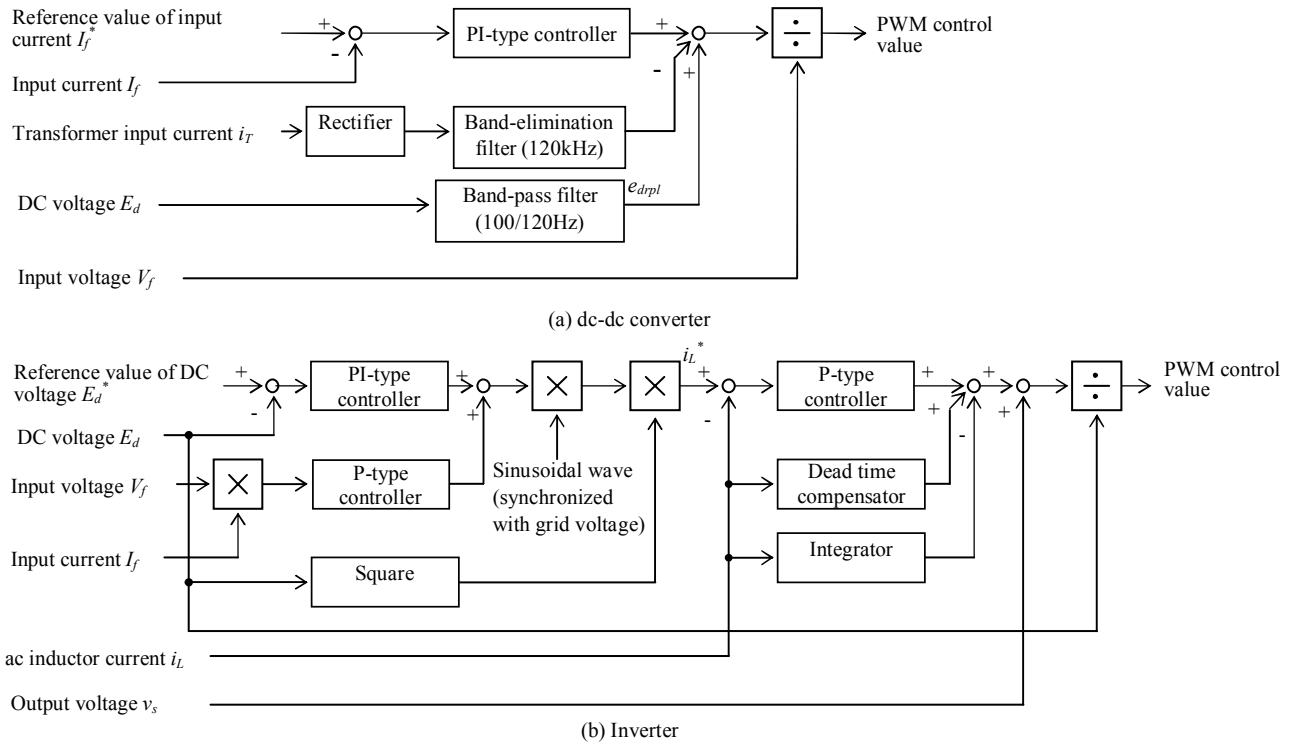 Reference value of input
current I_f^*
+
-
PI-type controller
+
-
+
÷
PWM control
value
Input current I_f
Transformer input current i_T
Rectifier
Band-elimination
filter (120kHz)
DC voltage E_d
Band-pass filter
(100/120Hz)
e_drpl
Input voltage V_f
(a) dc-dc converter
Reference value of DC
voltage E_d^*
+
-
PI-type
controller
+
+
×
×
i_L^*
+
-
P-type
controller
+
+
-
+
+
÷
PWM control
value
DC voltage E_d
Input voltage V_f
×
P-type
controller
Sinusoidal wave
(synchronized
with grid voltage)
Dead time
compensator
Input current I_f
Square
Integrator
ac inductor current i_L
Output voltage v_s
(b) Inverter